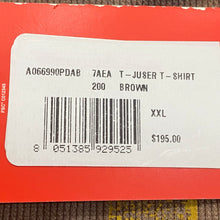 A066990PDAB 7AEA T-JUSER T-SHIRT
200 BROWN
XXL
$195.00
8 051385 929525